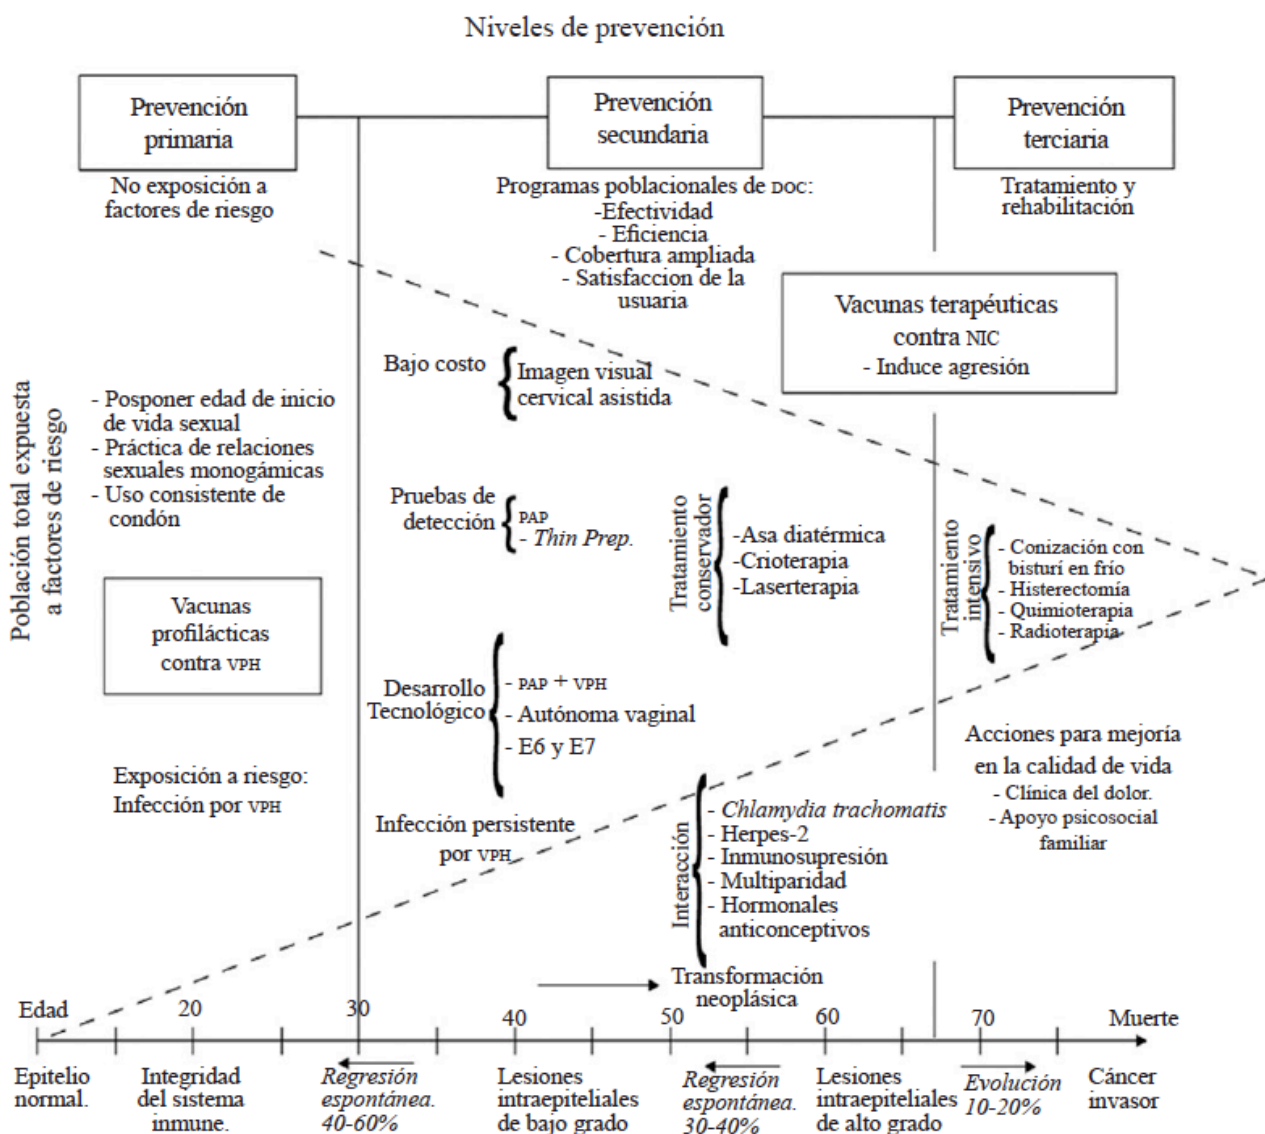 Niveles de prevención
Prevención
primaria
Prevención
secundaria
Prevención
terciaria
No exposición a
factores de riesgo
Programas poblacionales de DOC:
-Efectividad
- Eficiencia
- Cobertura ampliada
- Satisfaccion de la
usuaria
Tratamiento y
rehabilitación
Vacunas terapéuticas
contra NIC
- Induce agresión
Población total expuesta
a factores de riesgo
- Posponer edad de inicio
de vida sexual
- Práctica de relaciones
sexuales monogámicas
- Uso consistente de
condón
Vacunas
profilácticas
contra VPH
Exposición a riesgo:
Infección por VPH
Bajo costo
Imagen visual
cervical asistida
Pruebas de
detección
PAP
- Thin Prep.
Desarrollo
Tecnológico
- PAP + VPH
- Autónoma vaginal
- E6 y E7
Infección persistente
por VPH
Tratamiento
conservador
-Asa diatérmica
-Crioterapia
-Laserterapia
Interacción
- Chlamydia trachomatis
- Herpes-2
- Inmunosupresión
- Multiparidad
- Hormonales
anticonceptivos
Tratamiento
intensivo
- Conización con
bisturí en frío
- Histerectomía
- Quimioterapia
- Radioterapia
Acciones para mejoría
en la calidad de vida
- Clínica del dolor.
- Apoyo psicosocial
familiar
Transformación
neoplásica
Edad
20
30
40
50
60
70
Muerte
Epitelio
normal.
Integridad
del sistema
inmune.
Regresión
espontánea.
40-60%
Lesiones
intraepiteliales
de bajo grado
Regresión
espontánea.
30-40%
Lesiones
intraepiteliales
de alto grado
Evolución
10-20%
Cáncer
invasor